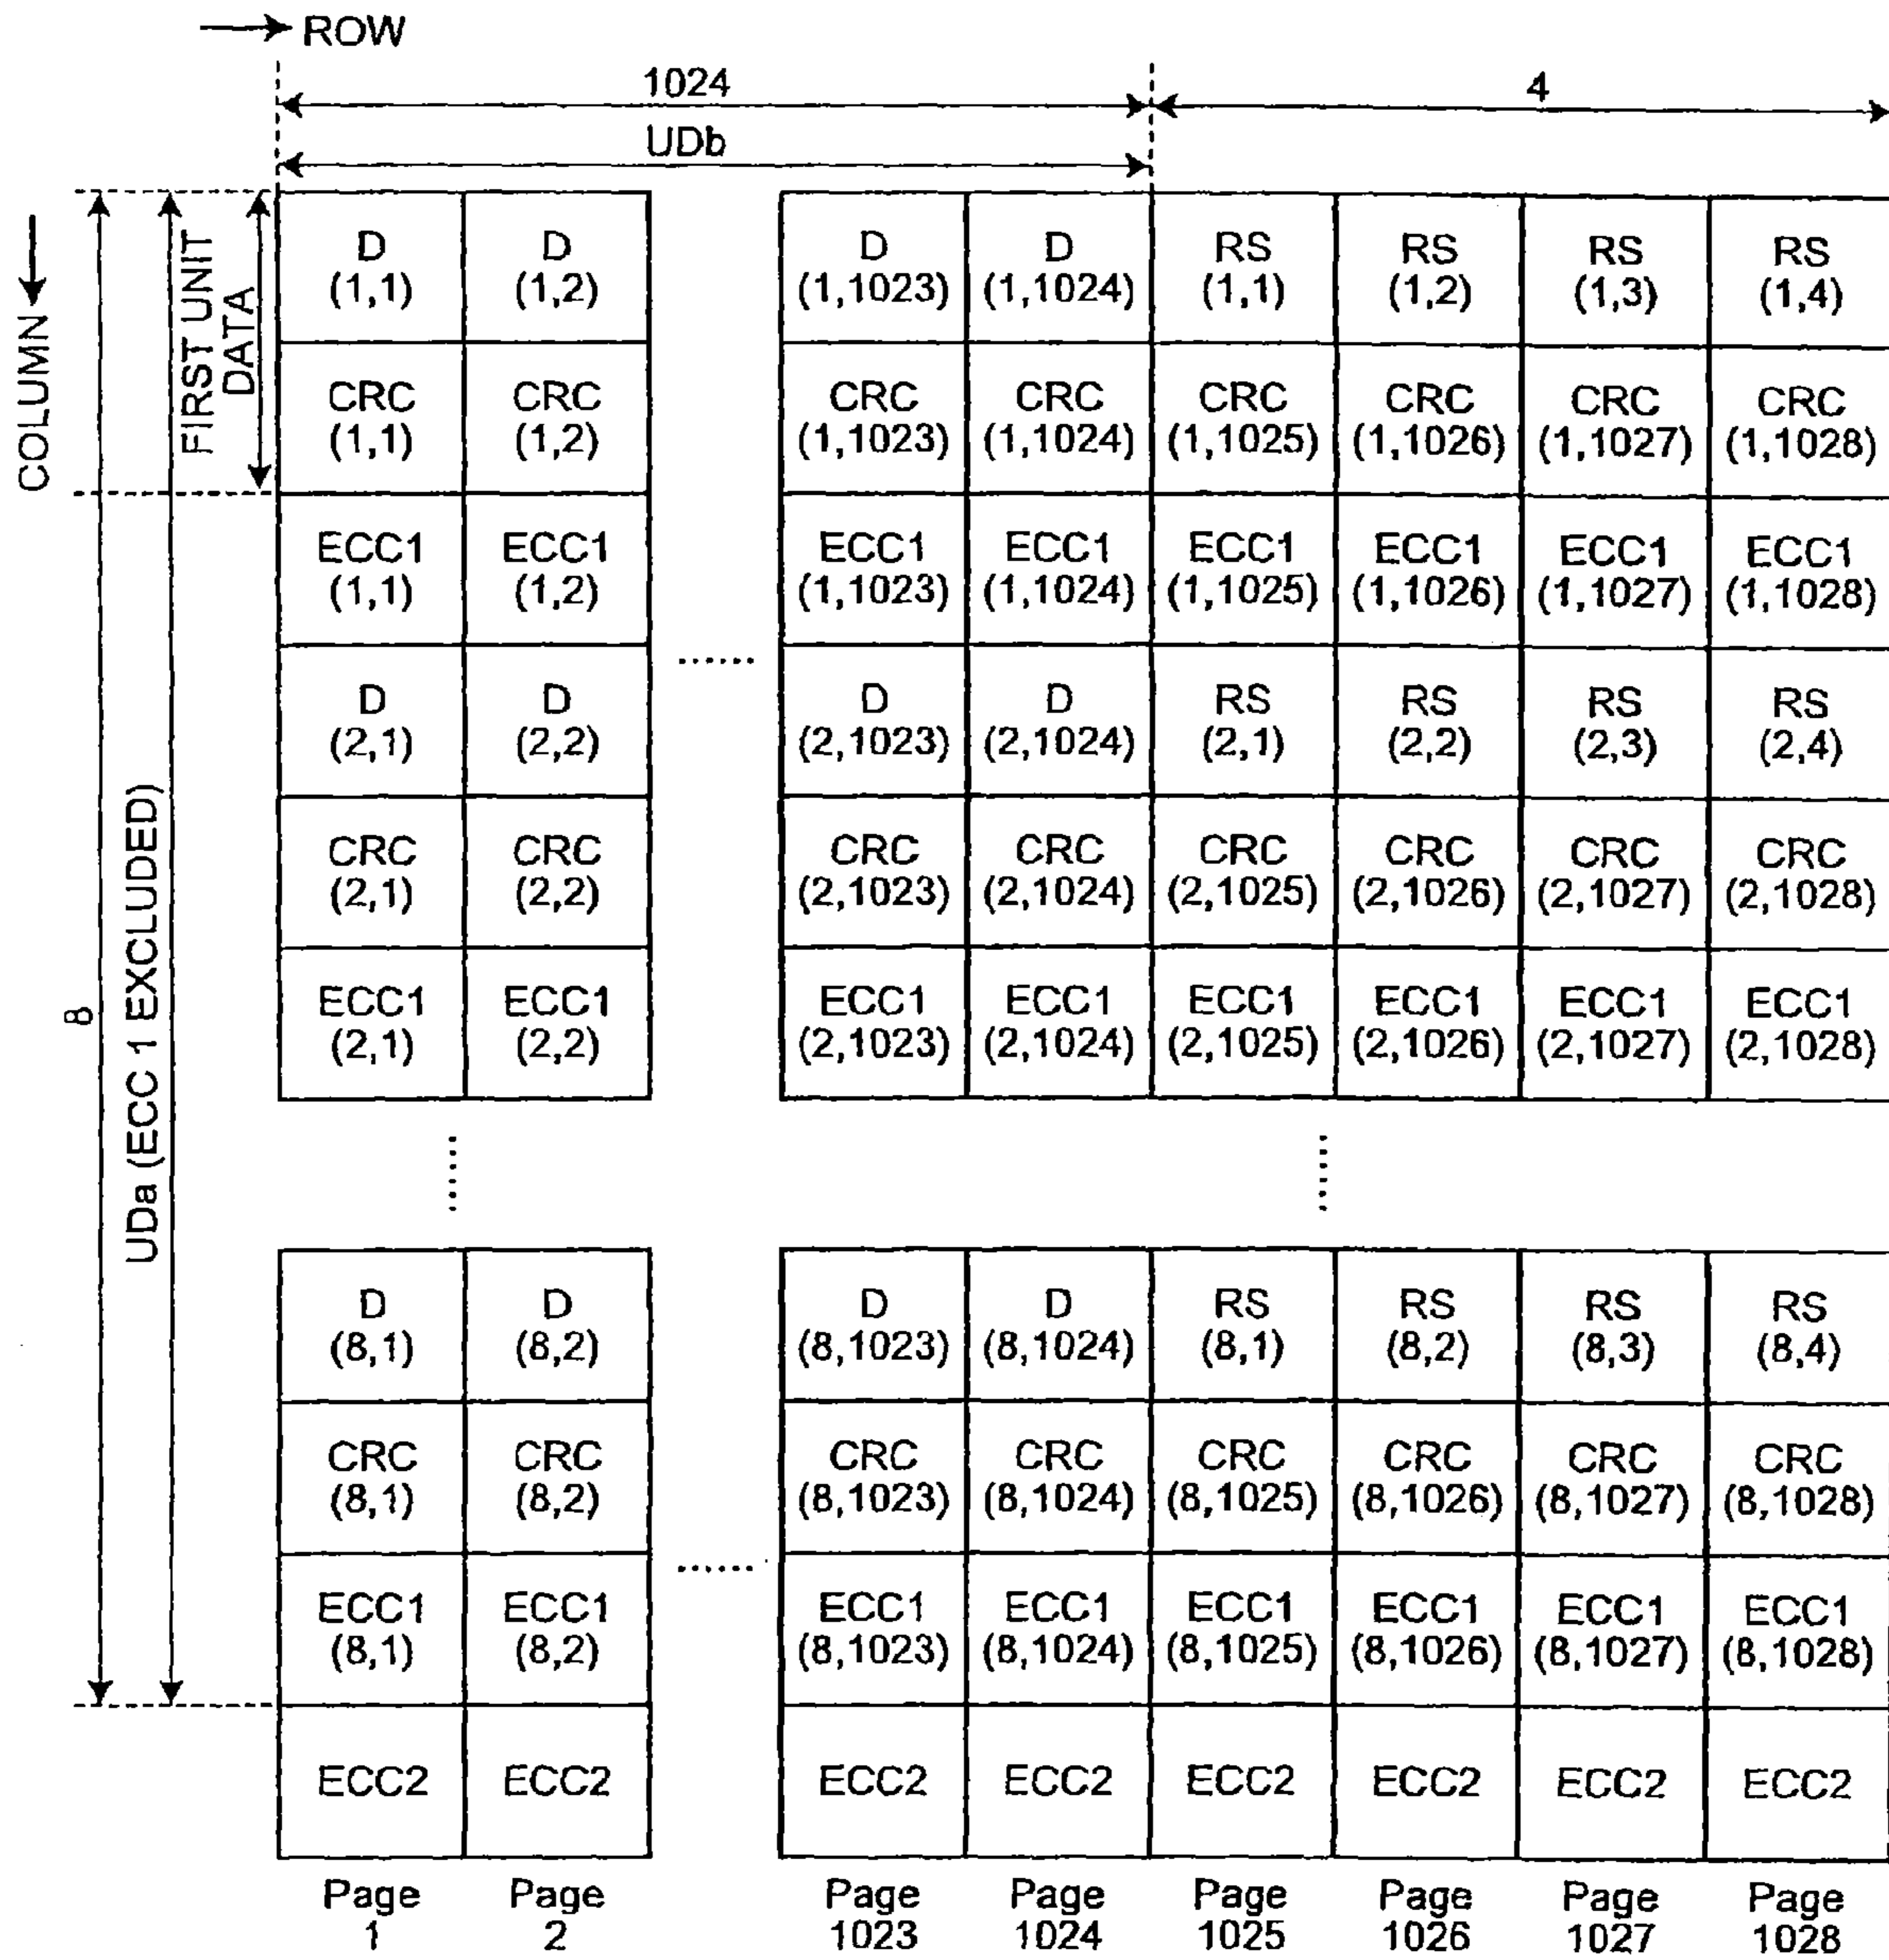 ROW
1024
4
UDb
COLUMN
8
UDa (ECC 1 EXCLUDED)
FIRST UNIT
DATA
D D D D RS RS RS RS
(1,1) (1,2) (1,1023) (1,1024) (1,1) (1,2) (1,3) (1,4)
CRC CRC CRC CRC CRC CRC CRC CRC
(1,1) (1,2) (1,1023) (1,1024) (1,1025) (1,1026) (1,1027) (1,1028)
ECC1 ECC1 ECC1 ECC1 ECC1 ECC1 ECC1 ECC1
(1,1) (1,2) (1,1023) (1,1024) (1,1025) (1,1026) (1,1027) (1,1028)
......
D D D D RS RS RS RS
(2,1) (2,2) (2,1023) (2,1024) (2,1) (2,2) (2,3) (2,4)
CRC CRC CRC CRC CRC CRC CRC CRC
(2,1) (2,2) (2,1023) (2,1024) (2,1025) (2,1026) (2,1027) (2,1028)
ECC1 ECC1 ECC1 ECC1 ECC1 ECC1 ECC1 ECC1
(2,1) (2,2) (2,1023) (2,1024) (2,1025) (2,1026) (2,1027) (2,1028)
...... ......
D D D D RS RS RS RS
(8,1) (8,2) (8,1023) (8,1024) (8,1) (8,2) (8,3) (8,4)
CRC CRC CRC CRC CRC CRC CRC CRC
(8,1) (8,2) (8,1023) (8,1024) (8,1025) (8,1026) (8,1027) (8,1028)
......
ECC1 ECC1 ECC1 ECC1 ECC1 ECC1 ECC1 ECC1
(8,1) (8,2) (8,1023) (8,1024) (8,1025) (8,1026) (8,1027) (8,1028)
ECC2 ECC2 ECC2 ECC2 ECC2 ECC2 ECC2 ECC2
Page Page Page Page Page Page Page Page
1 2 1023 1024 1025 1026 1027 1028